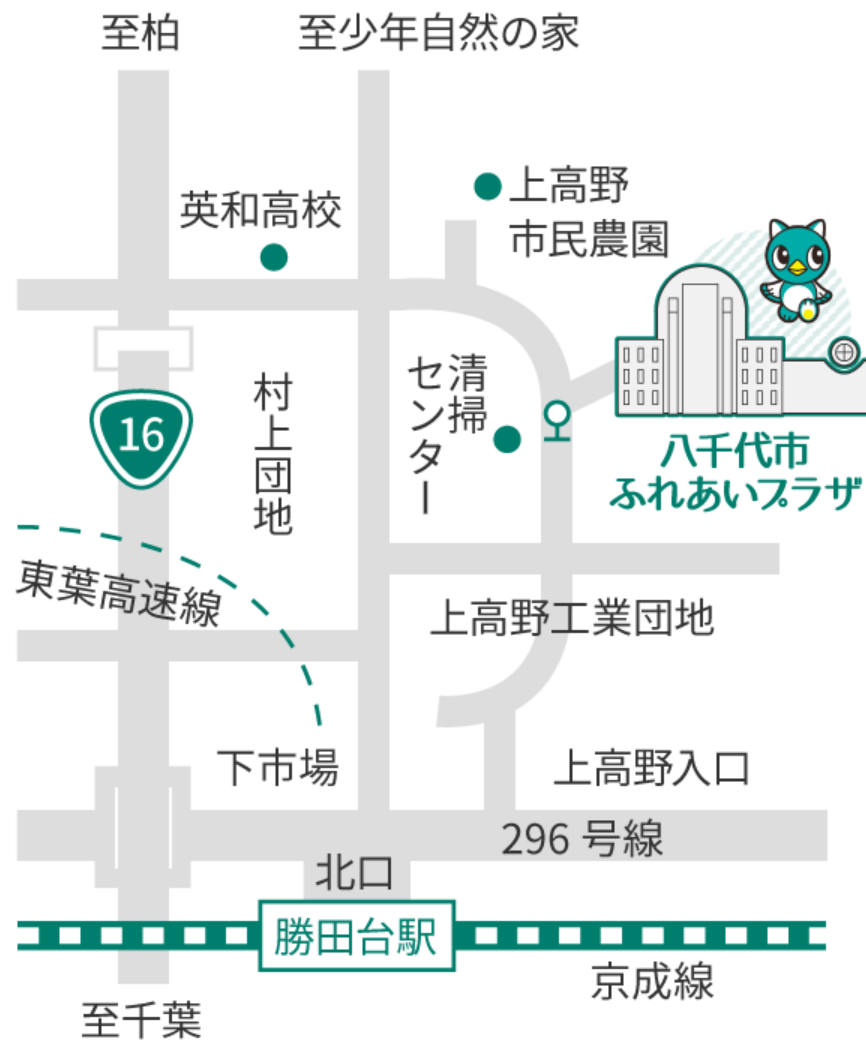 至柏
至少年自然の家
上高野
市民農園
英和高校
清掃
センター
村上団地
16
八千代市
ふれあいプラザ
東葉高速線
上高野工業団地
下市場
上高野入口
296 号線
北口
勝田台駅
京成線
至千葉